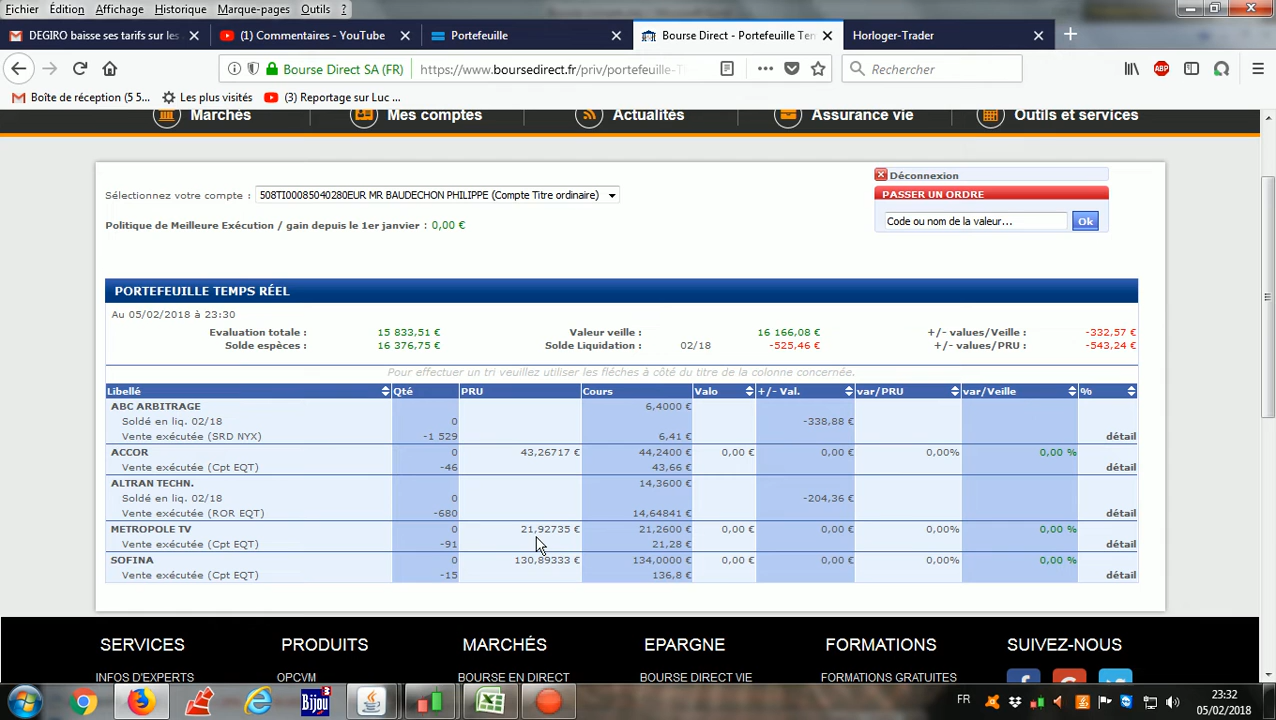 Fichier Édition Affichage Historique Marque-pages Outils ?
DEGIRO baisse ses tarifs sur les
(1) Commentaires - YouTube
Portefeuille
Bourse Direct - Portefeuille Tem
Horloger-Trader
Bourse Direct SA (FR)
https://www.boursedirect.fr/priv/portefeuille-T
Rechercher
ABP
Boîte de réception (5 5...
Les plus visités
(3) Reportage sur Luc ...
Marchés
Mes comptes
Actualités
Assurance vie
Outils et services
Déconnexion
Sélectionnez votre compte : 508TI00085040280EUR MR BAUDECHON PHILIPPE (Compte Titre ordinaire)
PASSER UN ORDRE
Code ou nom de la valeur... Ok
Politique de Meilleure Exécution / gain depuis le 1er janvier : 0,00 €
PORTEFEUILLE TEMPS RÉEL
Au 05/02/2018 à 23:30
Evaluation totale : 15 833,51 € Valeur veille : 16 166,08 € +/- values/Veille : -332,57 €
Solde espèces : 16 376,75 € Solde Liquidation : 02/18 -525,46 € +/- values/PRU : -543,24 €
Pour effectuer un tri veuillez utiliser les fléches à côté du titre de la colonne concernée.
Libellé Qté PRU Cours Valo +/- Val. var/PRU var/Veille %
ABC ARBITRAGE 6,4000 €
Soldé en liq. 02/18 0 -338,88 €
Vente exécutée (SRD NYX) -1 529 6,41 € détail
ACCOR 0 43,26717 € 44,2400 € 0,00 € 0,00 € 0,00% 0,00 %
Vente exécutée (Cpt EQT) -46 43,66 € détail
ALTRAN TECHN. 14,3600 €
Soldé en liq. 02/18 0 -204,36 €
Vente exécutée (ROR EQT) -680 14,64841 € détail
METROPOLE TV 0 21,92735 € 21,2600 € 0,00 € 0,00 € 0,00% 0,00 %
Vente exécutée (Cpt EQT) -91 21,28 € détail
SOFINA 0 130,89333 € 134,0000 € 0,00 € 0,00 € 0,00% 0,00 %
Vente exécutée (Cpt EQT) -15 136,8 € détail
SERVICES PRODUITS MARCHÉS EPARGNE FORMATIONS SUIVEZ-NOUS
INFOS D'EXPERTS OPCVM BOURSE EN DIRECT BOURSE DIRECT VIE FORMATIONS GRATUITES
Bijou
3
FR
23:32
05/02/2018